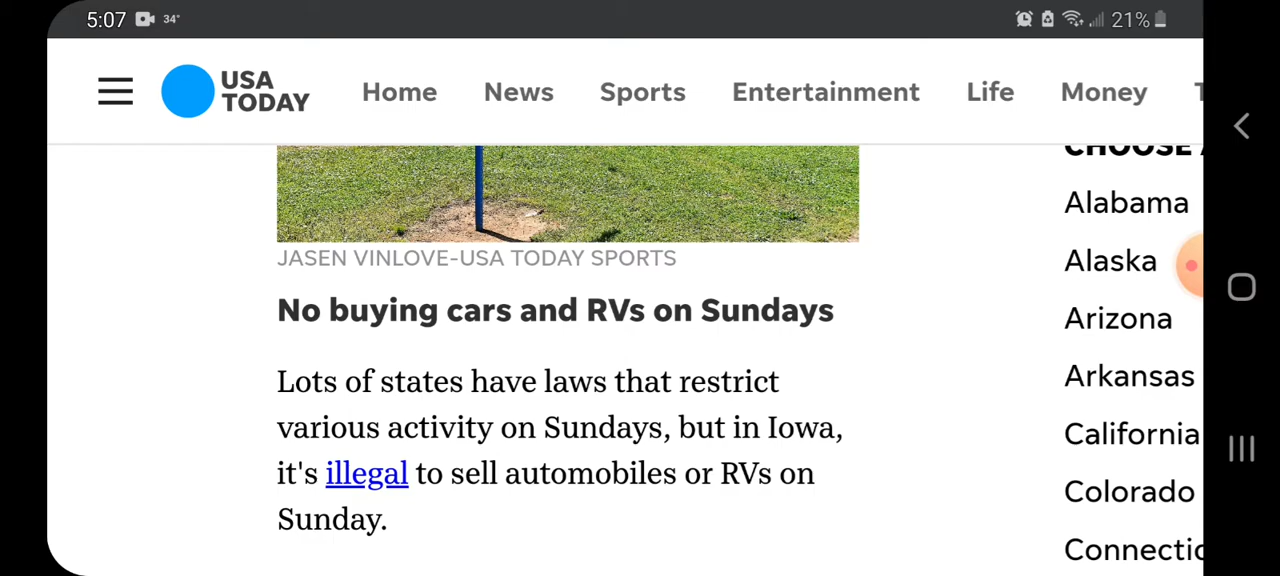 5:07 34°
21%
USA
TODAY
Home News Sports Entertainment Life Money
CHOOSE
Alabama
Alaska
Arizona
Arkansas
California
Colorado
Connectic
JASEN VINLOVE-USA TODAY SPORTS
No buying cars and RVs on Sundays
Lots of states have laws that restrict
various activity on Sundays, but in Iowa,
it's illegal to sell automobiles or RVs on
Sunday.